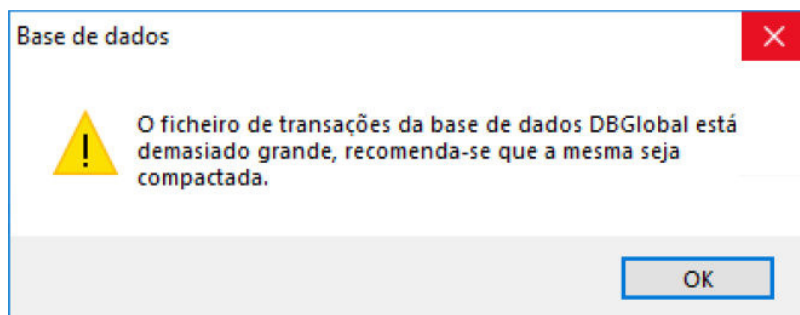 Base de dados
O ficheiro de transações da base de dados DBGlobal está
demasiado grande, recomenda-se que a mesma seja
compactada.
OK